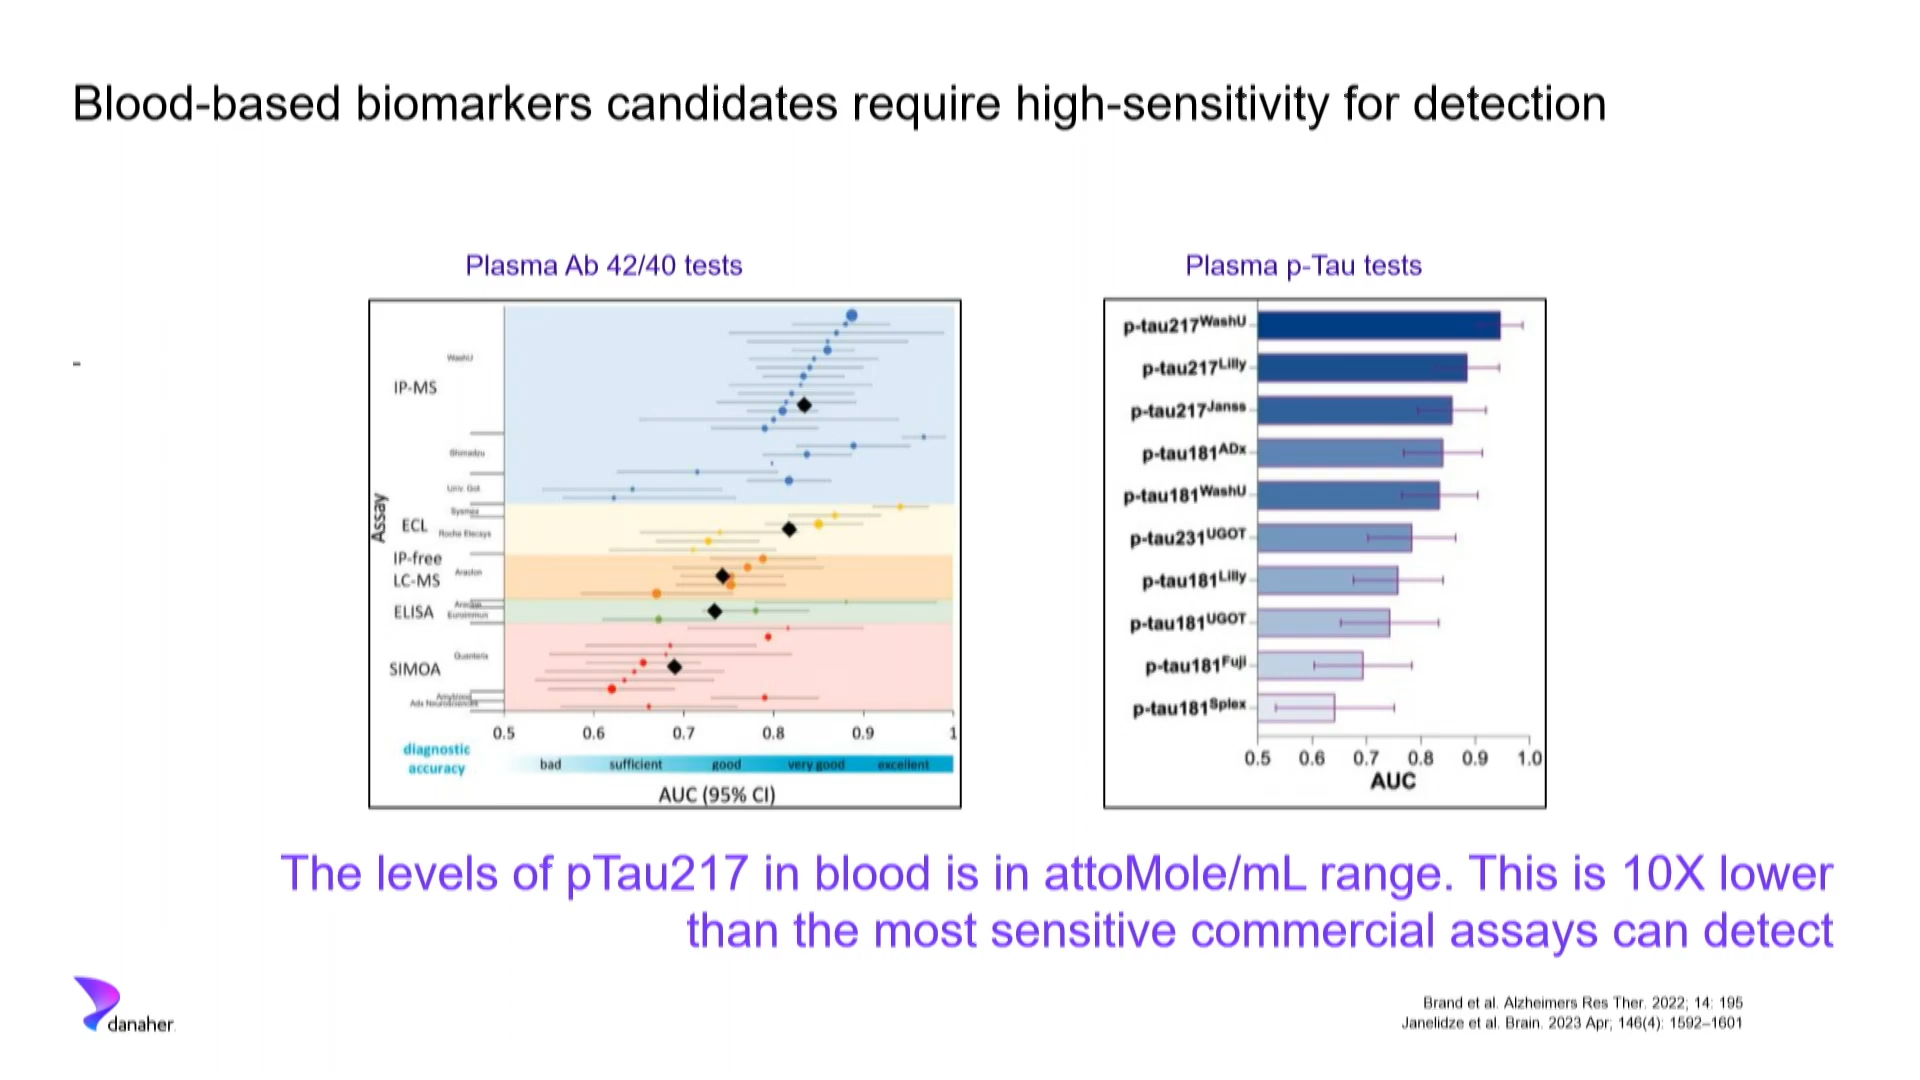 Blood-based biomarkers candidates require high-sensitivity for detection
-
Plasma Ab 42/40 tests
Assay
IP-MS
WashU
Shimadzu
Univ. Got
ECL
Sysmex
Roche Elecsys
IP-free
LC-MS
Araclon
ELISA
Euroimmun
SIMOA
Quanterix
0.5 0.6 0.7 0.8 0.9 1
diagnostic
accuracy
bad sufficient good very good excellent
AUC (95% CI)
Plasma p-Tau tests
p-tau217WashU
p-tau217Lilly
p-tau217Janss
p-tau181ADx
p-tau181WashU
p-tau231UGOT
p-tau181Lilly
p-tau181UGOT
p-tau181Fuji
p-tau181Splex
0.5 0.6 0.7 0.8 0.9 1.0
AUC
The levels of pTau217 in blood is in attoMole/mL range. This is 10X lower
than the most sensitive commercial assays can detect
danaher.
Brand et al. Alzheimers Res Ther. 2022; 14: 195
Janelidze et al. Brain. 2023 Apr; 146(4): 1592–1601